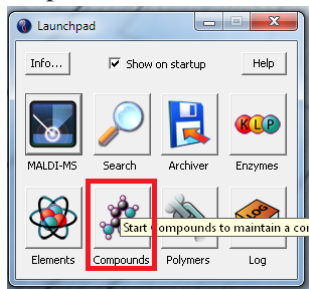 Launchpad
Info... Show on startup Help
KLP
MALDI-MS Search Archiver Enzymes
LOG
Start Compounds to maintain a
Elements Compounds Polymers Log